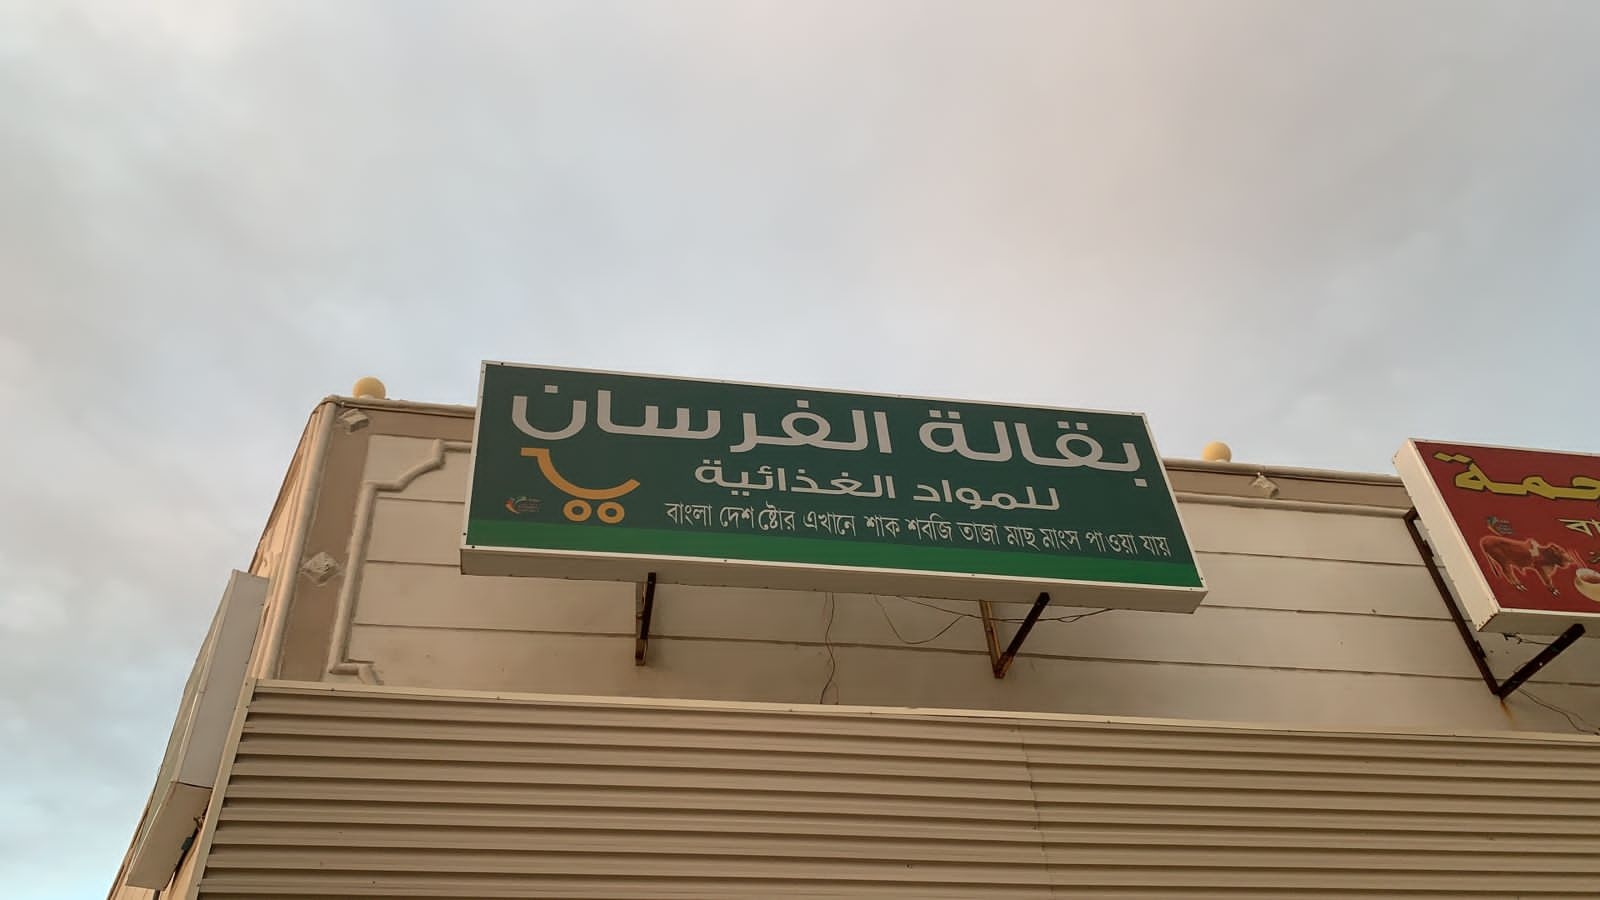 بقالة الفرسان
للمواد الغذائية
বাংলা দেশ ষ্টোর এখানে শাক শবজি তাজা মাছ মাংস পাওয়া যায়